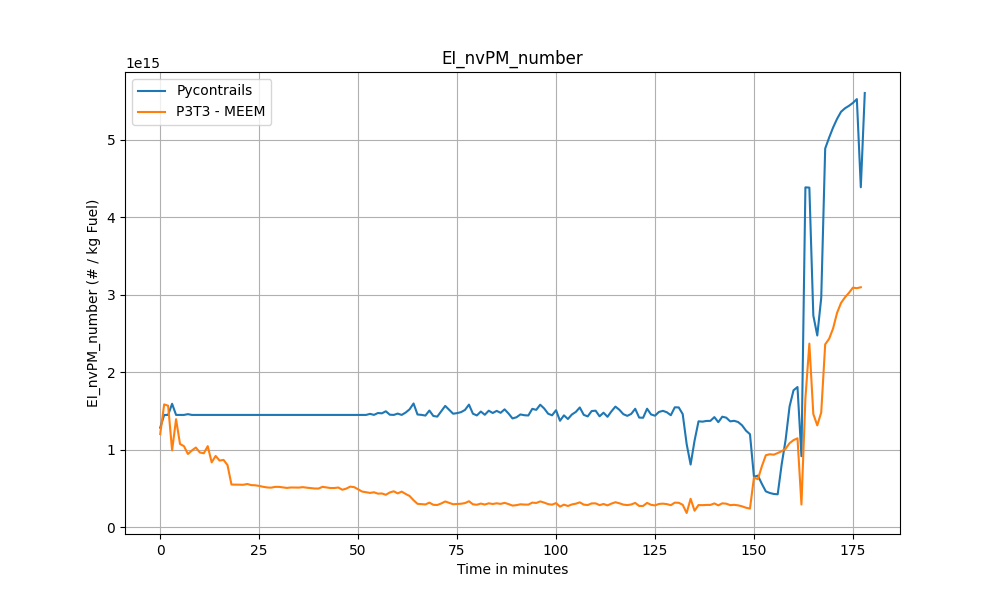 EI_nvPM_number
1e15
Pycontrails
P3T3 - MEEM
5
4
3
2
1
0
EI_nvPM_number (# / kg Fuel)
0 25 50 75 100 125 150 175
Time in minutes